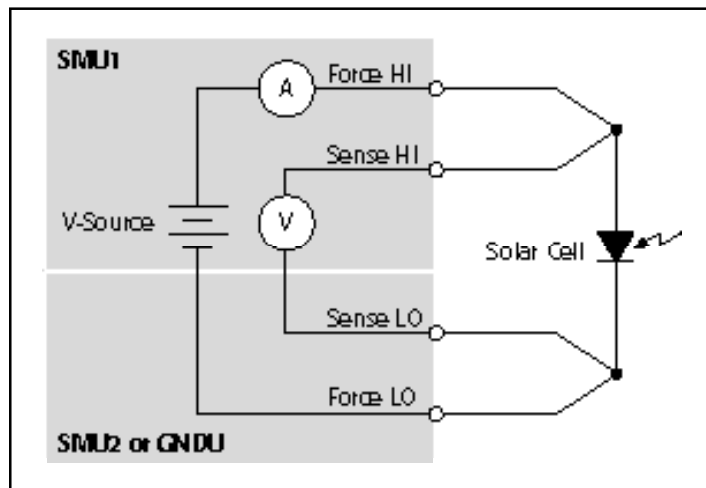 SMU1
A
Force HI
Sense HI
V-Source
V
Solar Cell
Sense LO
Force LO
SMU2 or GNDU